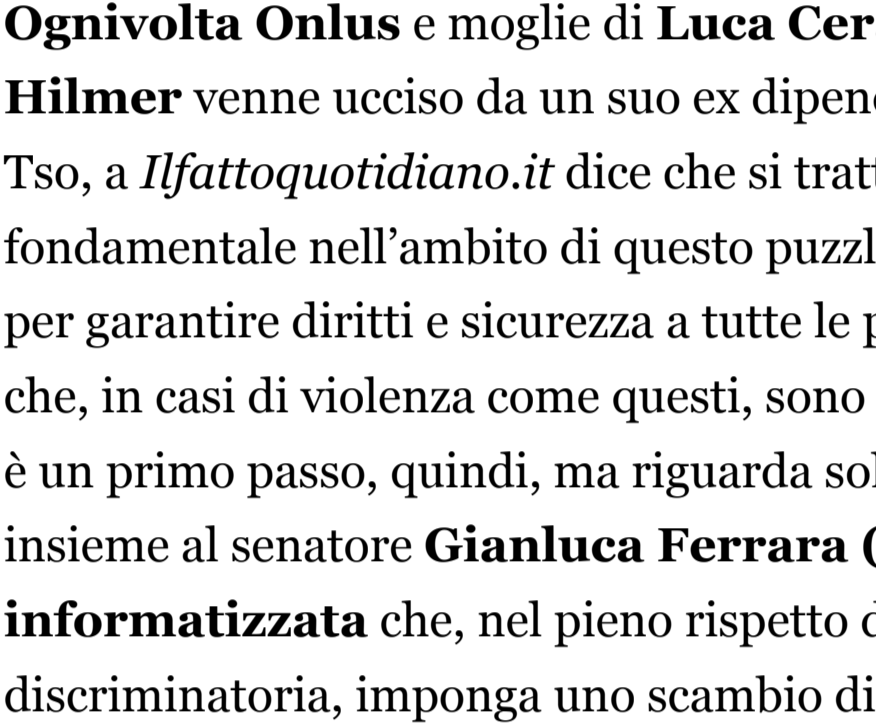 Ognivolta Onlus e moglie di Luca Cer
Hilmer venne ucciso da un suo ex dipen
Tso, a Ilfattoquotidiano.it dice che si trat
fondamentale nell’ambito di questo puzzl
per garantire diritti e sicurezza a tutte le
che, in casi di violenza come questi, sono
è un primo passo, quindi, ma riguarda sol
insieme al senatore Gianluca Ferrara (
informatizzata che, nel pieno rispetto d
discriminatoria, imponga uno scambio di